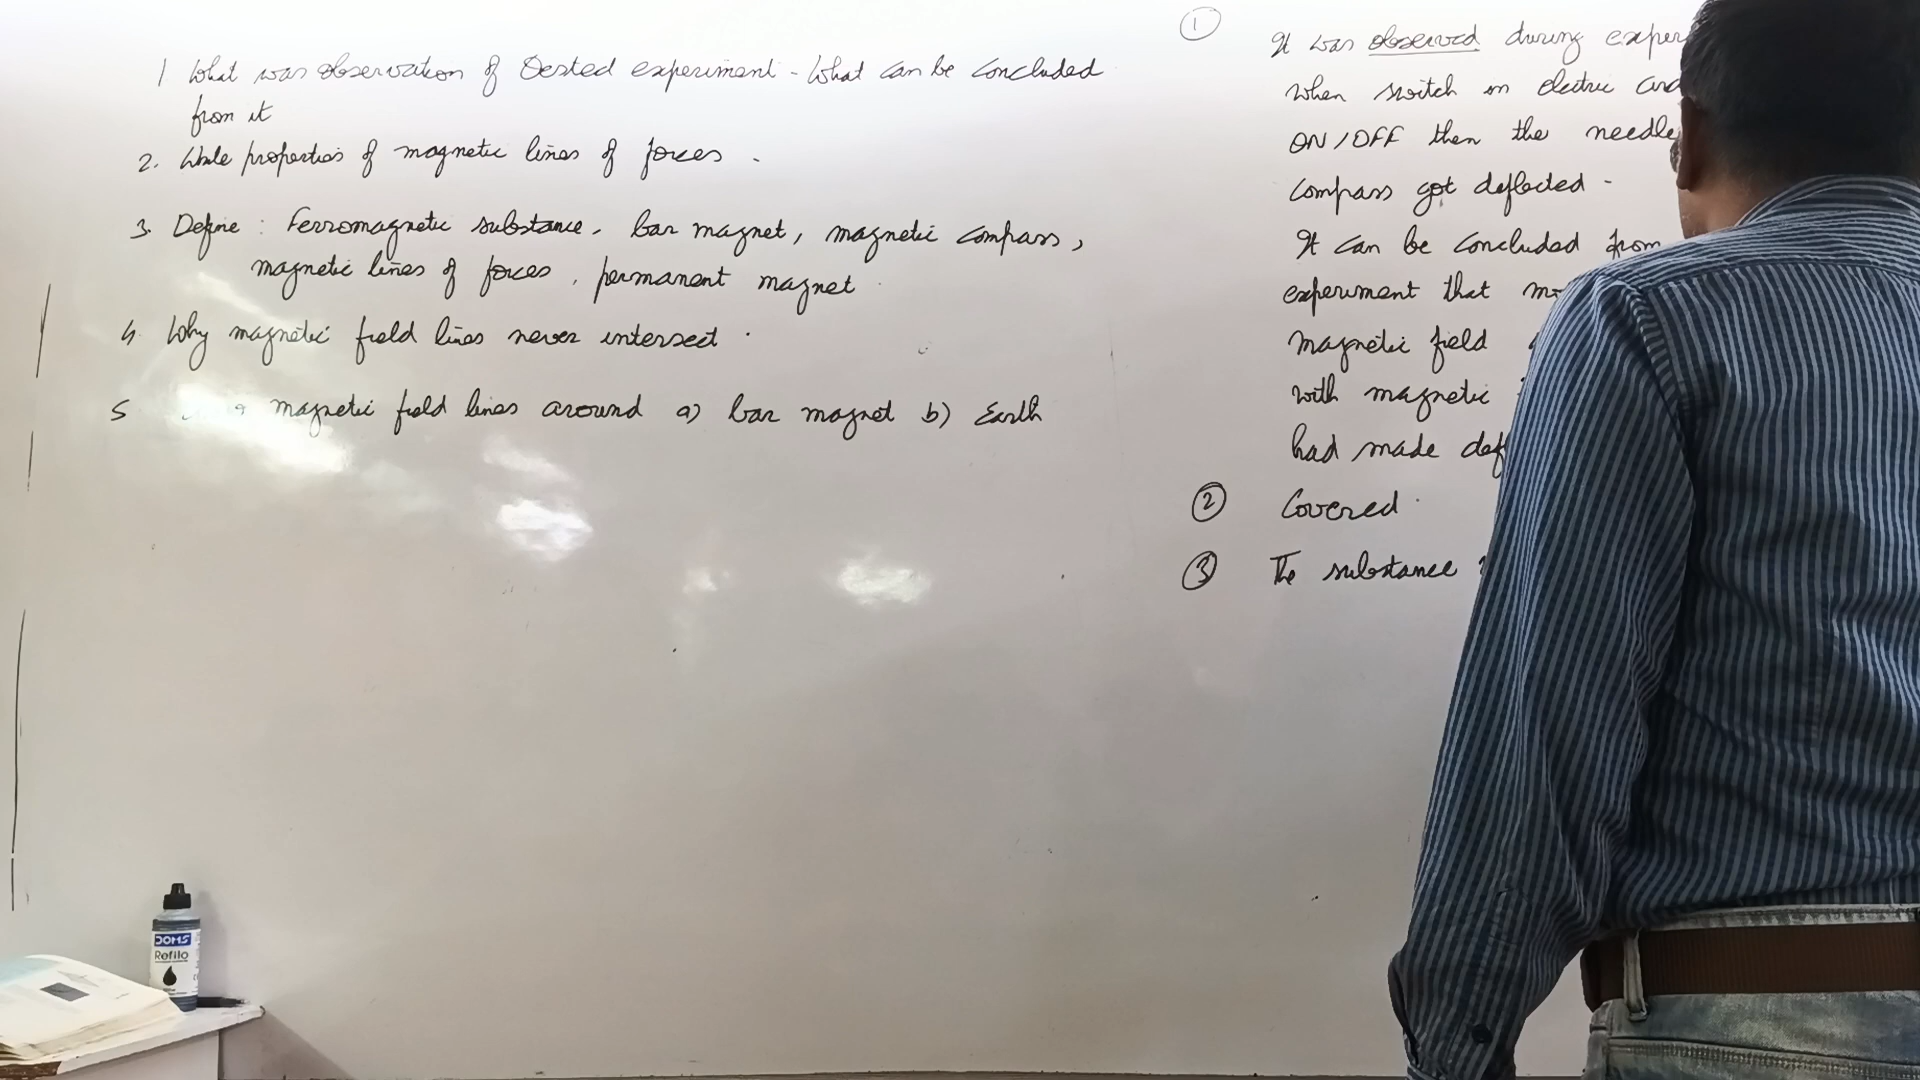 1 What was observation of Oested experiment - What can be concluded
from it
2. Write properties of magnetic lines of forces .
3. Define : Ferromagnetic substance, bar magnet, magnetic compass,
magnetic lines of forces, permanent magnet
4. Why magnetic field lines never intersect .
5 magnetic field lines around a) bar magnet b) Earth
① It was observed during
when switch in electric
ON/OFF then the needle
compass got deflected -
It can be concluded from
experiment that
magnetic field
with magnetic
had made
② Covered
③ The substance
DOMS
Refilo